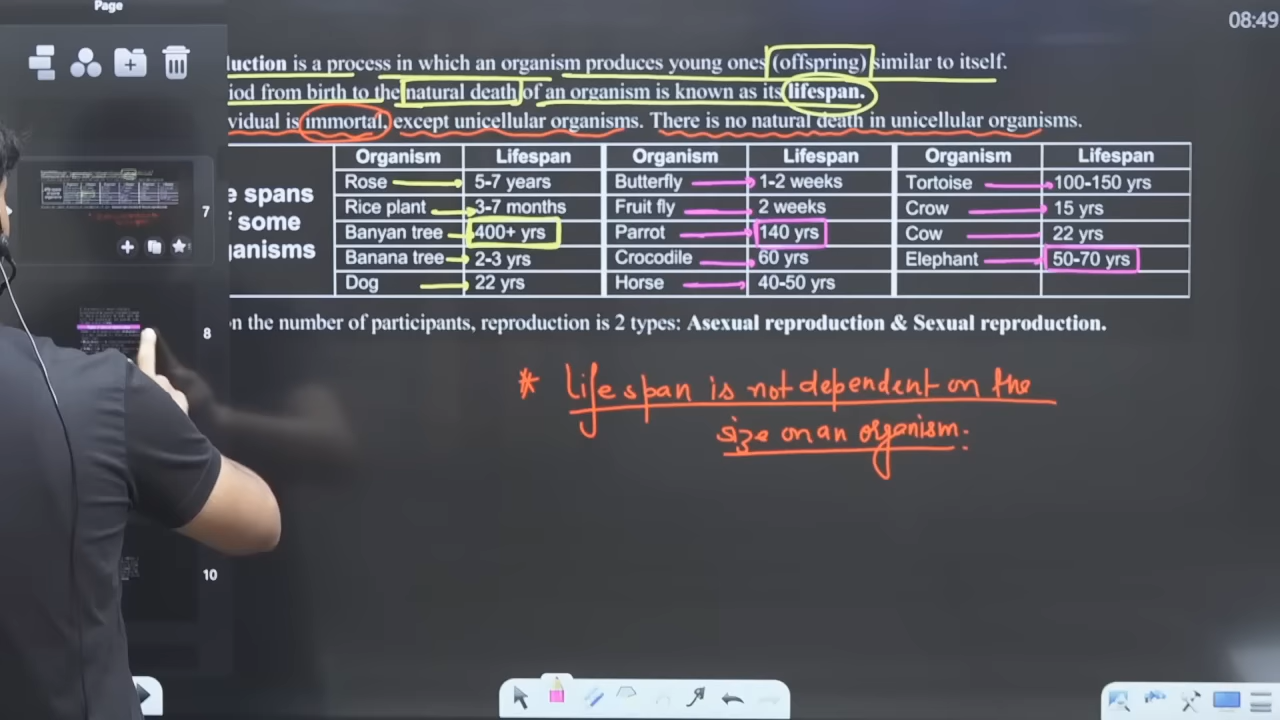 Page
08:49
uction is a process in which an organism produces young ones (offspring) similar to itself.
iod from birth to the natural death of an organism is known as its lifespan.
vidual is immortal, except unicellular organisms. There is no natural death in unicellular organisms.
e spans
f some
ganisms
Organism Lifespan Organism Lifespan Organism Lifespan
Rose 5-7 years Butterfly 1-2 weeks Tortoise 100-150 yrs
Rice plant 3-7 months Fruit fly 2 weeks Crow 15 yrs
Banyan tree 400+ yrs Parrot 140 yrs Cow 22 yrs
Banana tree 2-3 yrs Crocodile 60 yrs Elephant 50-70 yrs
Dog 22 yrs Horse 40-50 yrs
n the number of participants, reproduction is 2 types: Asexual reproduction & Sexual reproduction.
* Life span is not dependent on the
size on an organism.
7
8
10